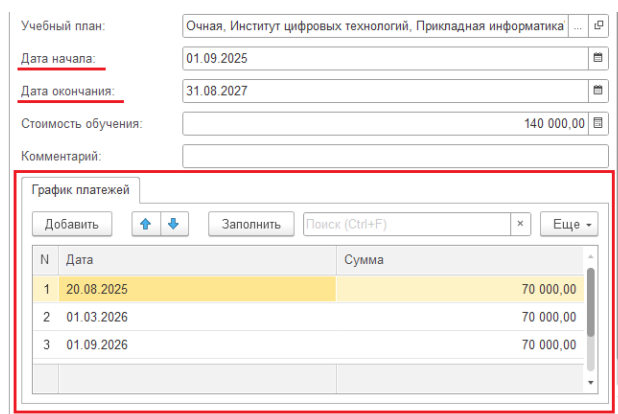 Учебный план: Очная, Институт цифровых технологий, Прикладная информатика ...
Дата начала: 01.09.2025
Дата окончания: 31.08.2027
Стоимость обучения: 140 000,00
Комментарий:
График платежей
Добавить Заполнить Поиск (Ctrl+F) × Еще
N Дата Сумма
1 20.08.2025 70 000,00
2 01.03.2026 70 000,00
3 01.09.2026 70 000,00